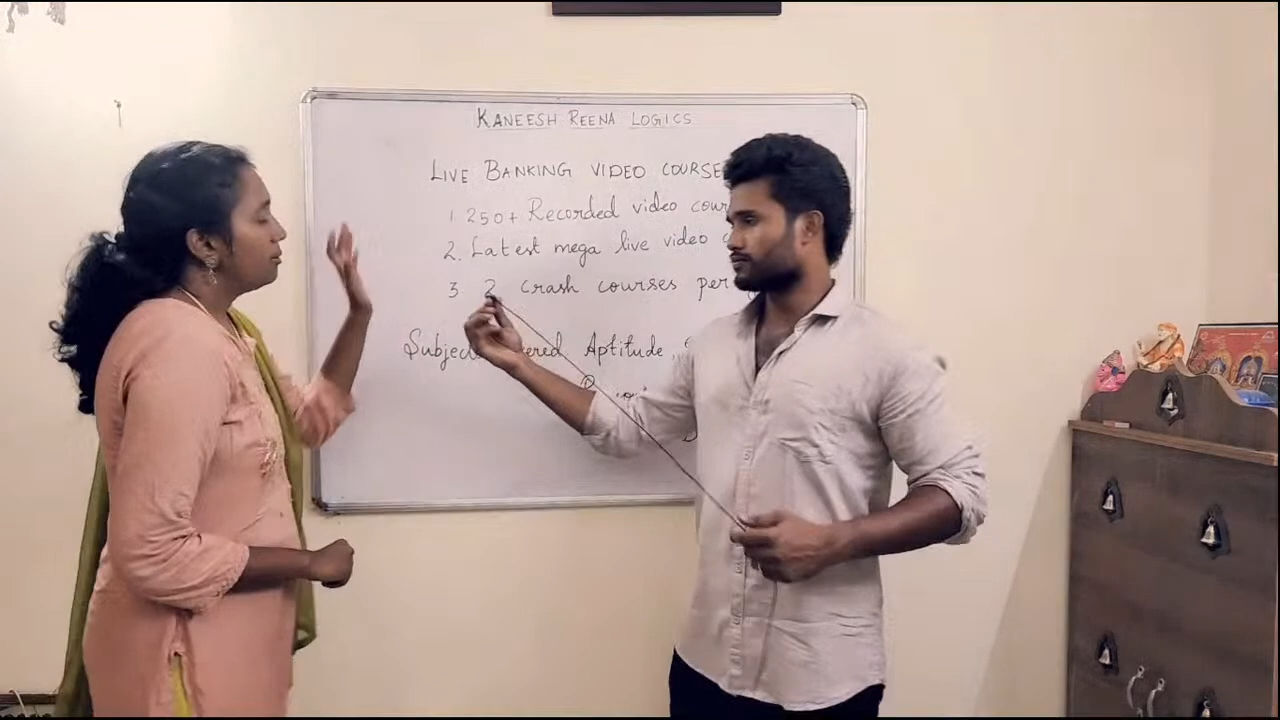 KANEESH REENA LOGICS
LIVE BANKING VIDEO COURSE
1. 250+ Recorded video
2. Latest mega live video
3 2 crash courses per
Aptitude,